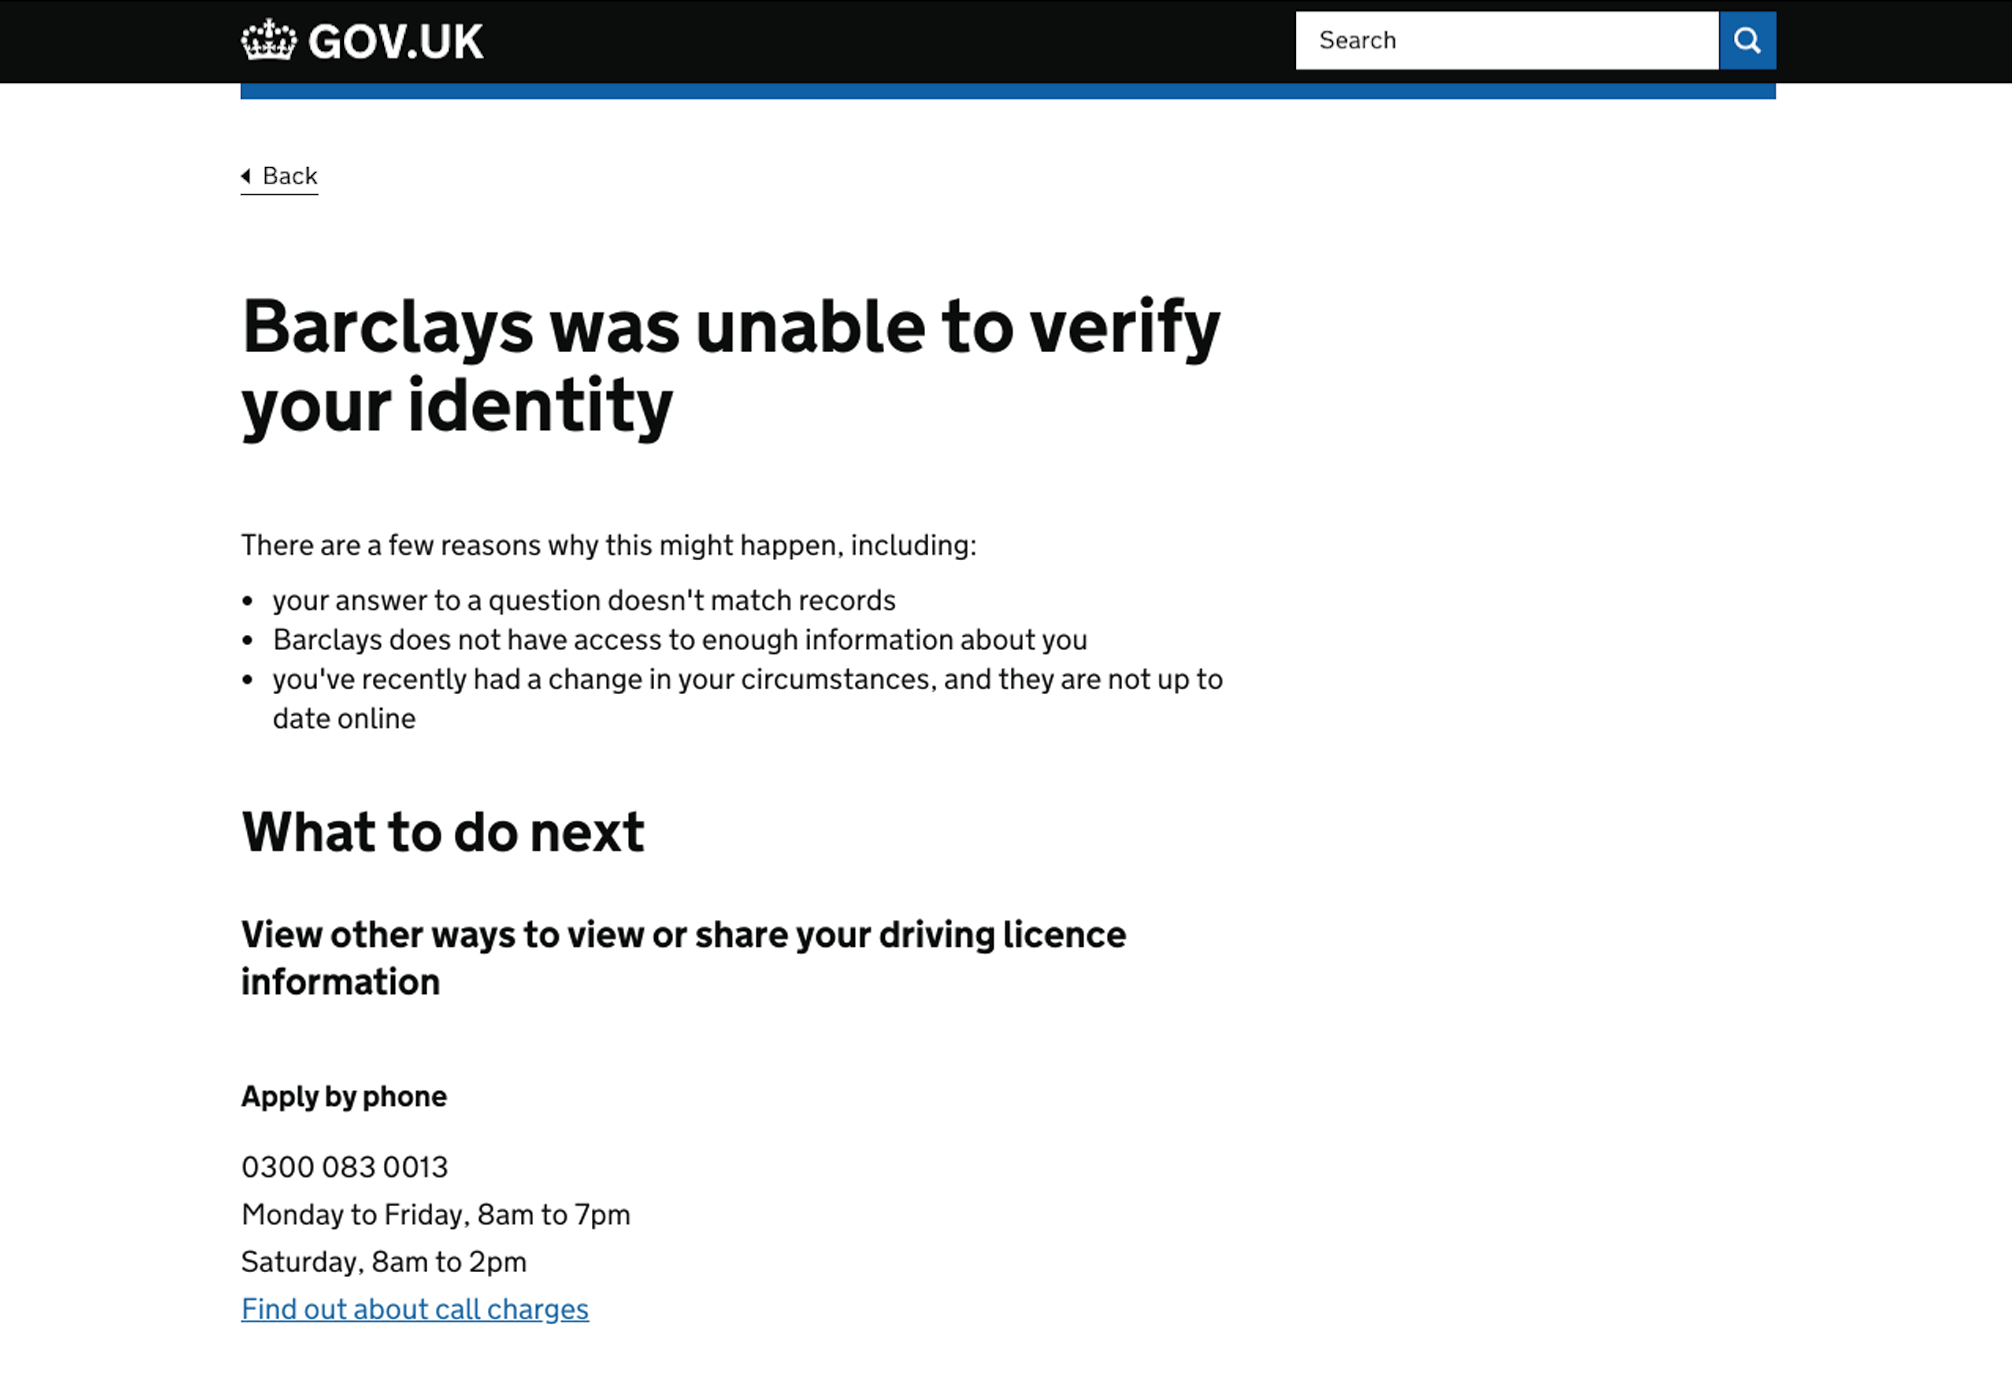 GOV.UK
Search
Back
Barclays was unable to verify
your identity
There are a few reasons why this might happen, including:
• your answer to a question doesn't match records
• Barclays does not have access to enough information about you
• you've recently had a change in your circumstances, and they are not up to
date online
What to do next
View other ways to view or share your driving licence
information
Apply by phone
0300 083 0013
Monday to Friday, 8am to 7pm
Saturday, 8am to 2pm
Find out about call charges